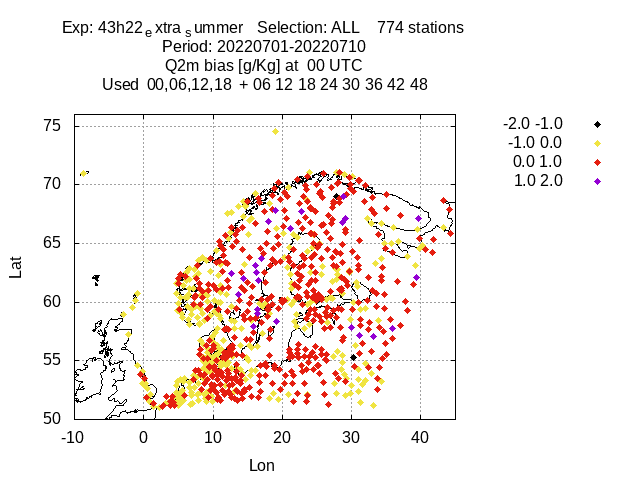 Exp: 43h22extrasummer Selection: ALL 774 stations
Period: 20220701-20220710
Q2m bias [g/Kg] at 00 UTC
Used 00,06,12,18 + 06 12 18 24 30 36 42 48
-2.0 -1.0
-1.0 0.0
0.0 1.0
1.0 2.0
75
70
65
60
55
50
Lat
-10 0 10 20 30 40
Lon